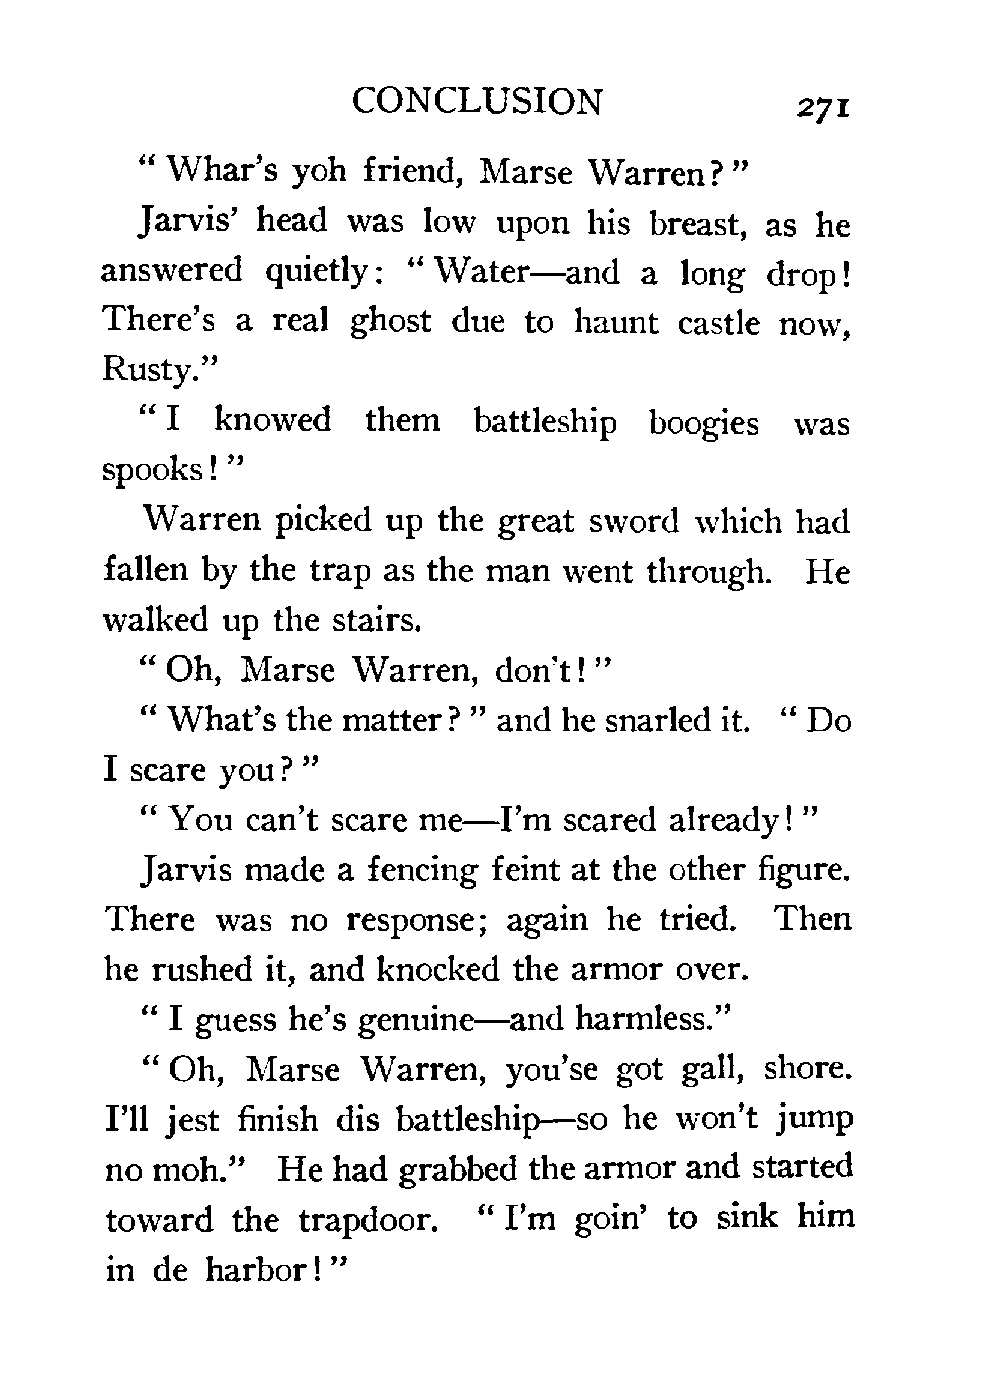 CONCLUSION 271
“ Whar’s yoh friend, Marse Warren? ”
Jarvis’ head was low upon his breast, as he
answered quietly: “ Water—and a long drop!
There’s a real ghost due to haunt castle now,
Rusty.”
“ I knowed them battleship boogies was
spooks! ”
Warren picked up the great sword which had
fallen by the trap as the man went through. He
walked up the stairs.
“ Oh, Marse Warren, don’t! ”
“ What’s the matter? ” and he snarled it. “ Do
I scare you? ”
“ You can’t scare me—I’m scared already! ”
Jarvis made a fencing feint at the other figure.
There was no response; again he tried. Then
he rushed it, and knocked the armor over.
“ I guess he’s genuine—and harmless.”
“ Oh, Marse Warren, you’se got gall, shore.
I’ll jest finish dis battleship—so he won’t jump
no moh.” He had grabbed the armor and started
toward the trapdoor. “ I’m goin’ to sink him
in de harbor! ”